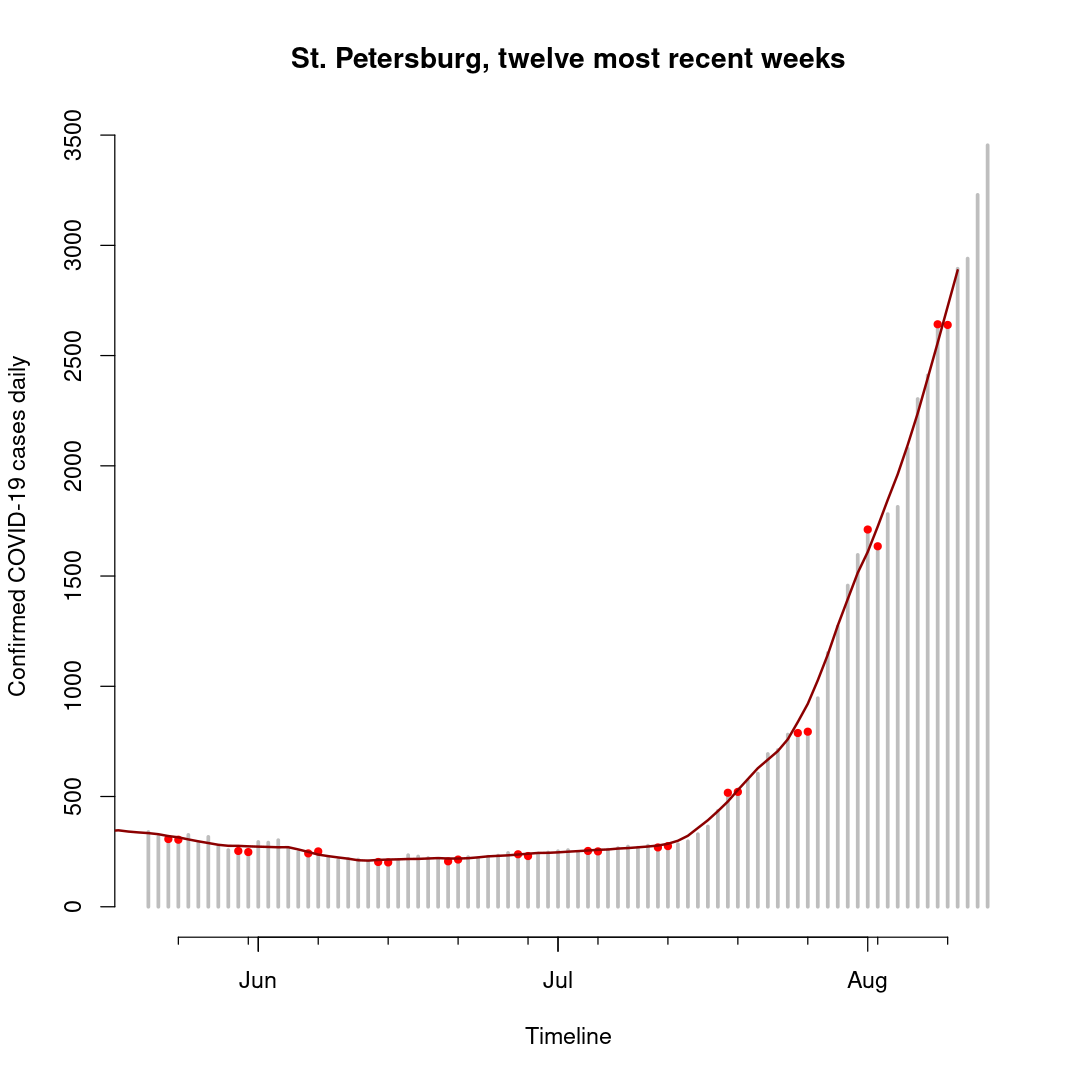 St. Petersburg, twelve most recent weeks
Confirmed COVID-19 cases daily
3500
3000
2500
2000
1500
1000
500
0
Jun Jul Aug
Timeline